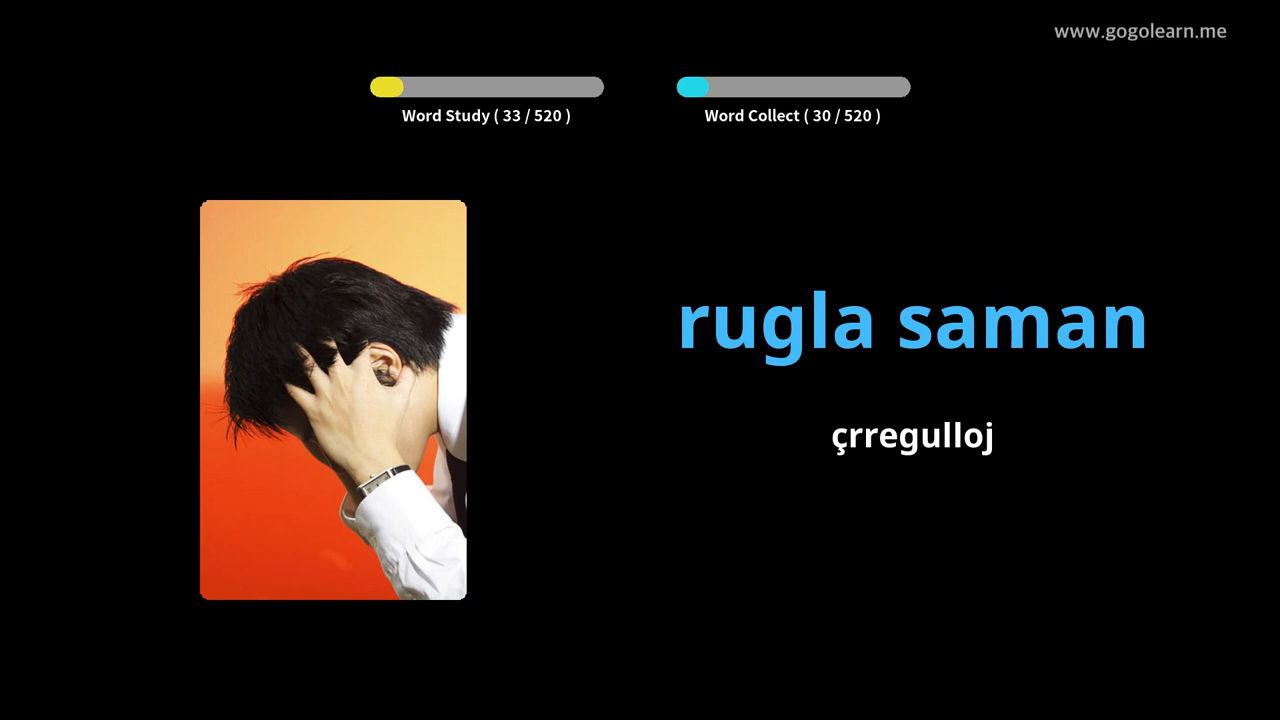 www.gogolearn.me
Word Study ( 33 / 520 )
Word Collect ( 30 / 520 )
rugla saman
çrregulloj